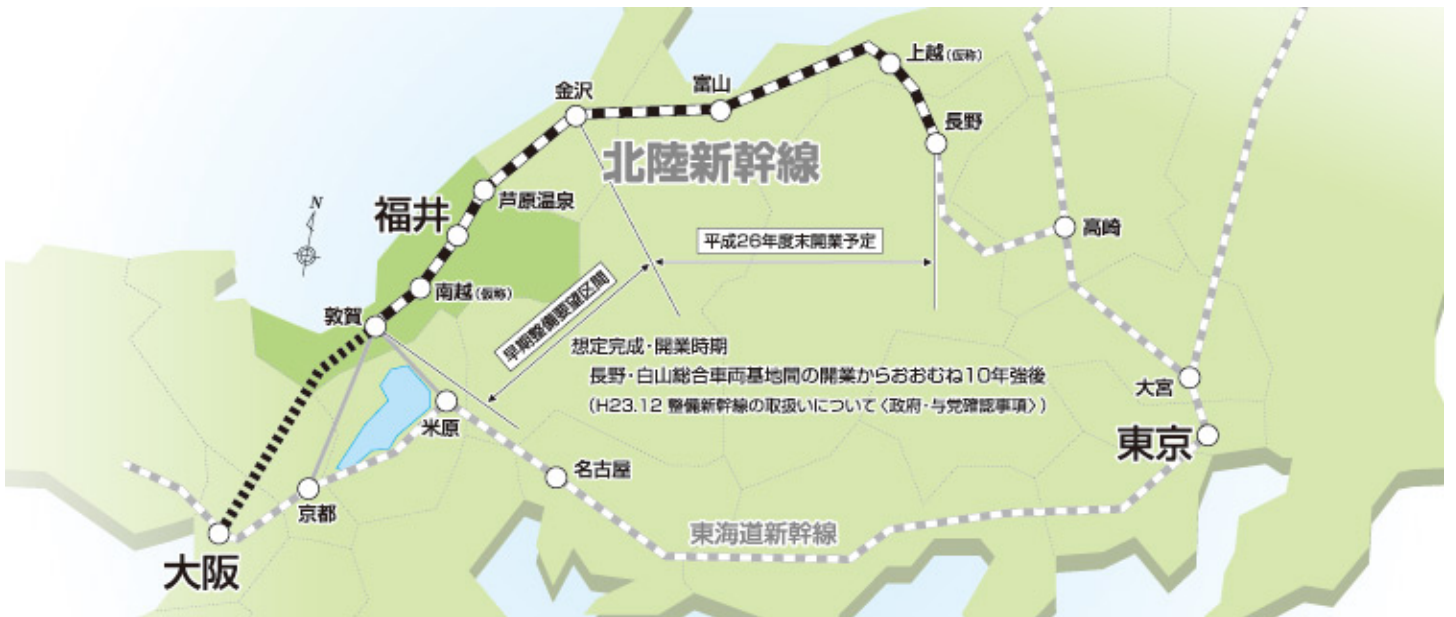 上越(仮称)
富山
金沢
長野
北陸新幹線
芦原温泉
福井
N
高崎
平成26年度末開業予定
南越(仮称)
早期整備要望区間
敦賀
想定完成・開業時期
長野・白山総合車両基地間の開業からおおむね10年強後
(H23.12 整備新幹線の取扱いについて〈政府・与党確認事項〉)
大宮
米原
東京
名古屋
京都
東海道新幹線
大阪